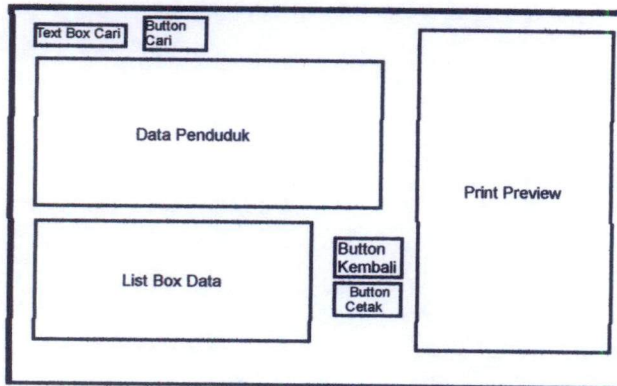 Text Box Cari
Button
Cari
Data Penduduk
Print Preview
List Box Data
Button
Kembali
Button
Cetak